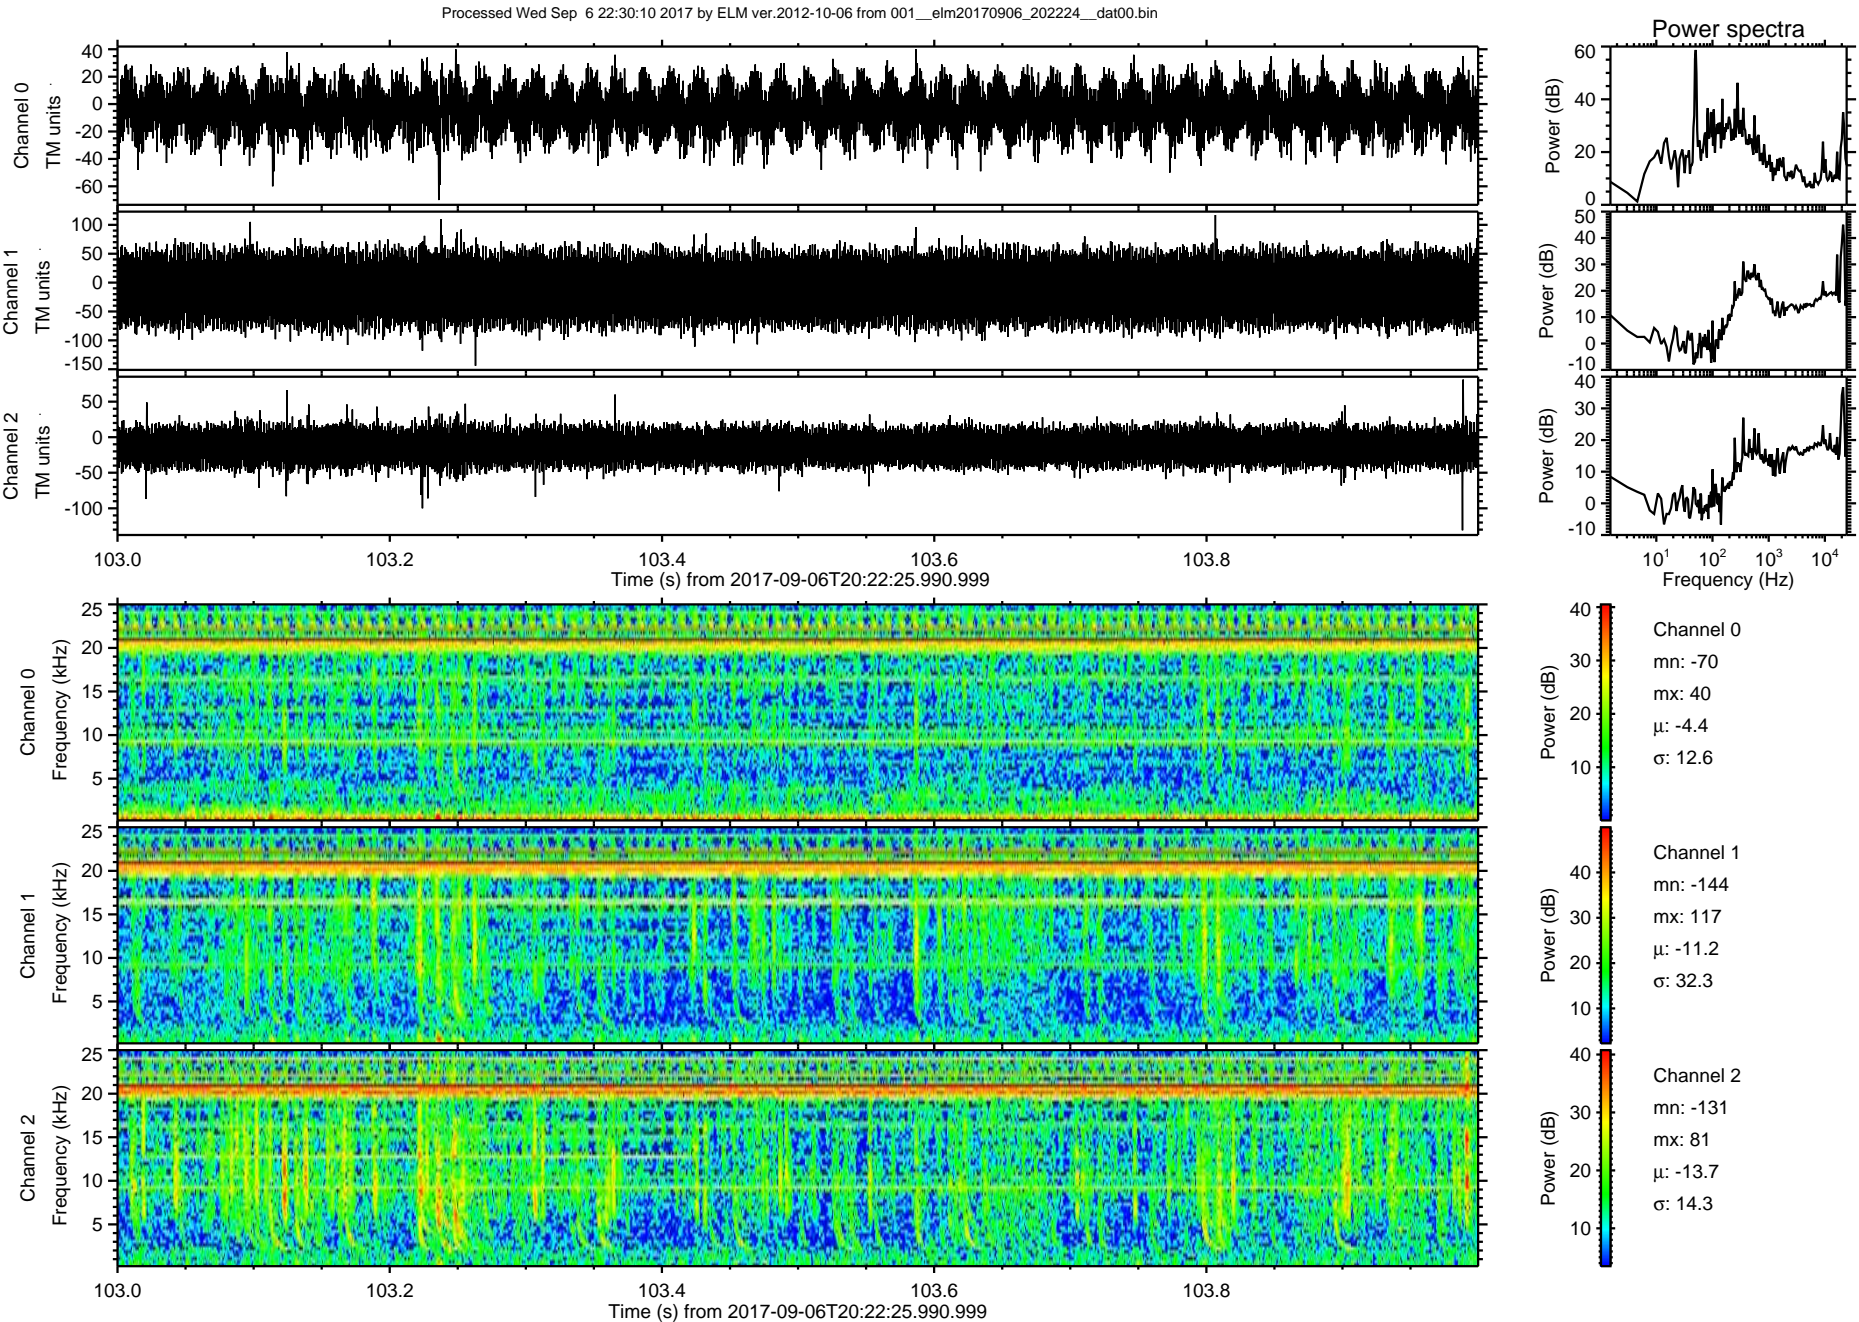 Processed Wed Sep  6 22:30:10 2017 by ELM ver.2012-10-06 from 001__elm20170906_202224__dat00.bin
Power spectra
Channel 0
TM units
40
20
0
-20
-40
-60
Power (dB)
60
40
20
0
Channel 1
TM units
100
50
0
-50
-100
-150
Power (dB)
50
40
30
20
10
0
-10
Channel 2
TM units
50
0
-50
-100
Power (dB)
40
30
20
10
0
-10
103.0 103.2 103.4 103.6 103.8
Time (s) from 2017-09-06T20:22:25.990.999
10^1 10^2 10^3 10^4
Frequency (Hz)
Channel 0
Frequency (kHz)
25
20
15
10
5
Power (dB)
40
30
20
10
Channel 0
mn: -70
mx: 40
μ: -4.4
σ: 12.6
Channel 1
Frequency (kHz)
25
20
15
10
5
Power (dB)
40
30
20
10
Channel 1
mn: -144
mx: 117
μ: -11.2
σ: 32.3
Channel 2
Frequency (kHz)
25
20
15
10
5
Power (dB)
40
30
20
10
Channel 2
mn: -131
mx: 81
μ: -13.7
σ: 14.3
103.0 103.2 103.4 103.6 103.8
Time (s) from 2017-09-06T20:22:25.990.999